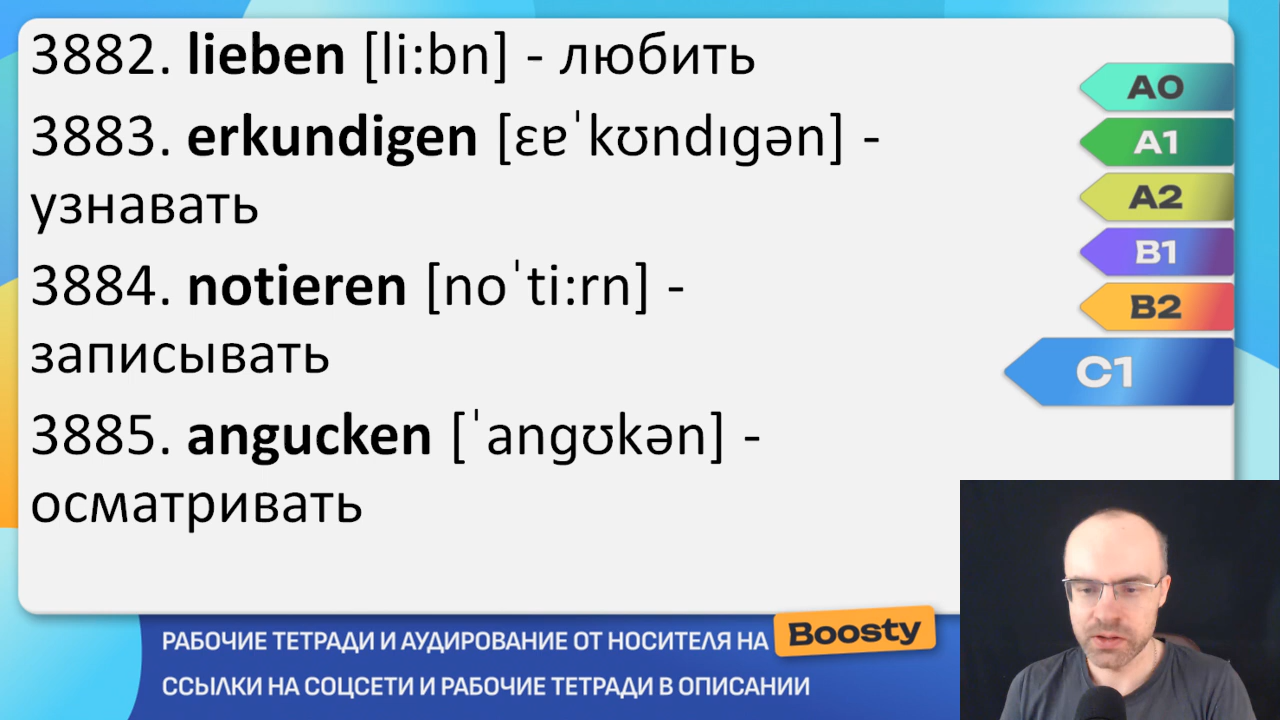 3882. lieben [li:bn] - любить
3883. erkundigen [ɛɐˈkʊndıgən] -
узнавать
3884. notieren [noˈti:rn] -
записывать
3885. angucken [ˈangʊkən] -
осматривать
A0
A1
A2
B1
B2
C1
РАБОЧИЕ ТЕТРАДИ И АУДИРОВАНИЕ ОТ НОСИТЕЛЯ НА Boosty
ССЫЛКИ НА СОЦСЕТИ И РАБОЧИЕ ТЕТРАДИ В ОПИСАНИИ